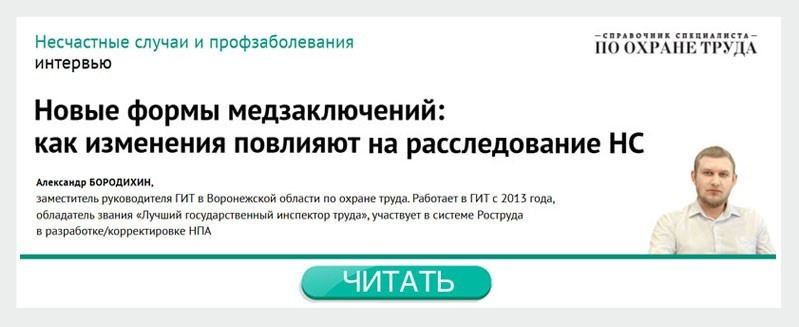 Несчастные случаи и профзаболевания
интервью
СПРАВОЧНИК СПЕЦИАЛИСТА
ПО ОХРАНЕ ТРУДА
Новые формы медзаключений:
как изменения повлияют на расследование НС
Александр БОРОДИХИН,
заместитель руководителя ГИТ в Воронежской области по охране труда. Работает в ГИТ с 2013 года,
обладатель звания «Лучший государственный инспектор труда», участвует в системе Роструда
в разработке/корректировке НПА
ЧИТАТЬ